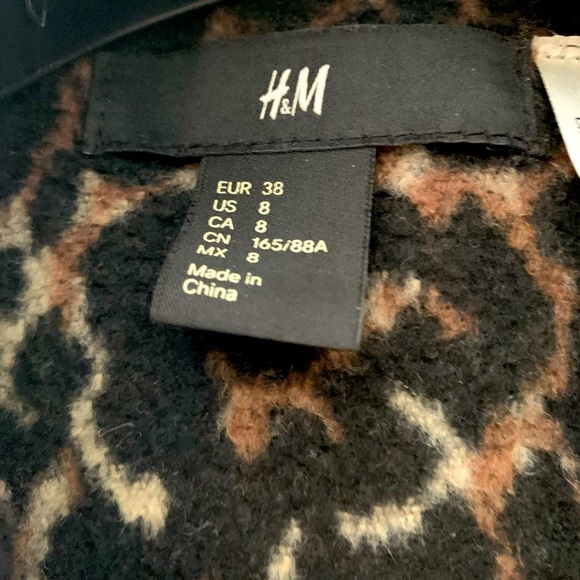 H&M
EUR 38
US 8
CA 8
CN 165/88A
MX 8
Made in
China